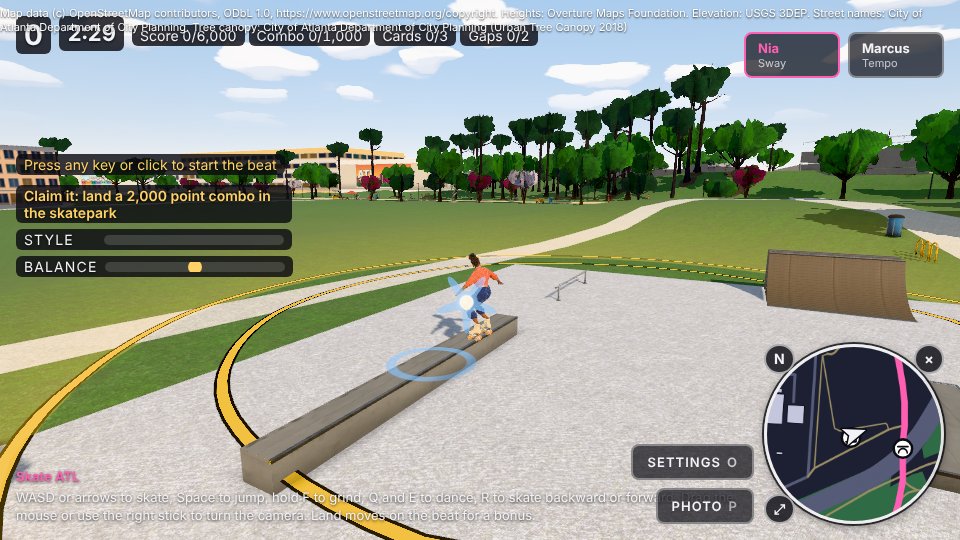 Map data (c) OpenStreetMap contributors, ODbL 1.0, https://www.openstreetmap.org/copyright. Heights: Overture Maps Foundation. Elevation: USGS 3DEP. Street names: City of
Atlanta Department of City Planning. Tree canopy: City of Atlanta Department of City Planning (Urban Tree Canopy 2018)
0
2:29
Score 0/6,000
Combo 0/1,000
Cards 0/3
Gaps 0/2
Nia
Sway
Marcus
Tempo
Press any key or click to start the beat
Claim it: land a 2,000 point combo in
the skatepark
STYLE
BALANCE
N
×
SETTINGS O
PHOTO P
Skate ATL
WASD or arrows to skate, Space to jump, hold F to grind, Q and E to dance, R to skate backward or forward. Drag the
mouse or use the right stick to turn the camera. Land moves on the beat for a bonus.